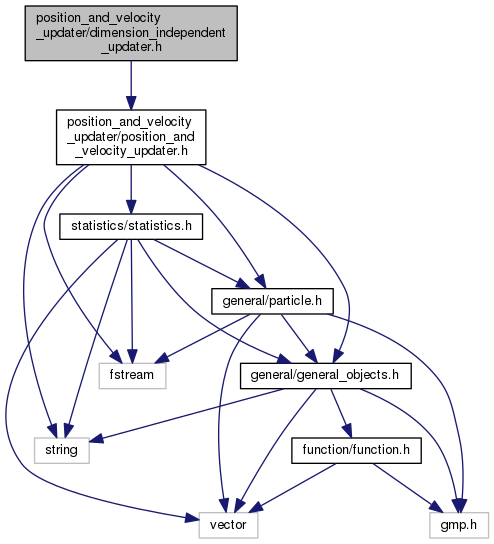 position_and_velocity
_updater/dimension_independent
_updater.h
position_and_velocity
_updater/position_and
_velocity_updater.h
statistics/statistics.h
general/particle.h
fstream
general/general_objects.h
string
function/function.h
vector
gmp.h